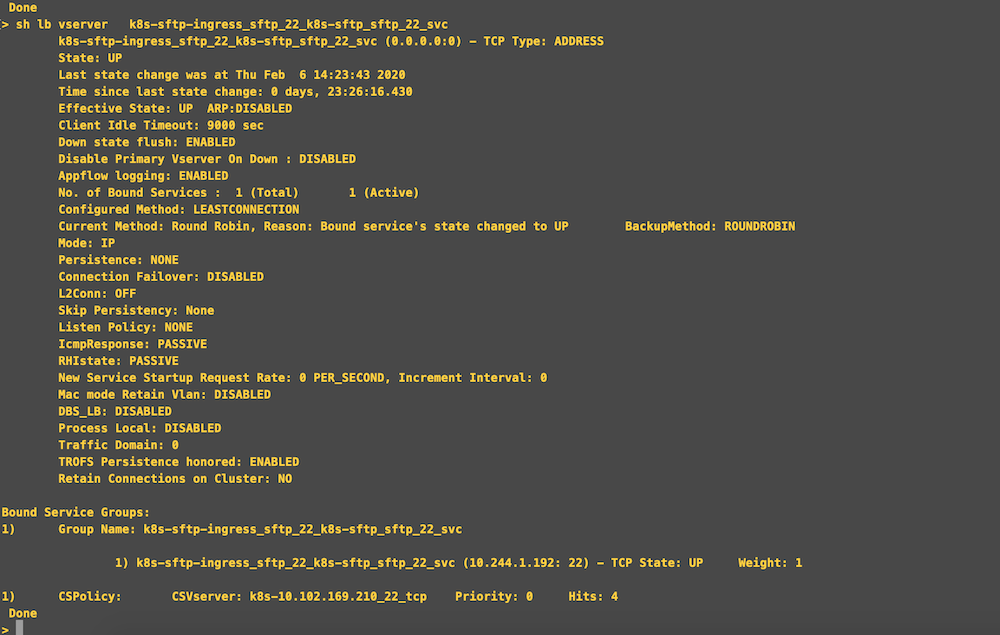 Done
> sh lb vserver   k8s-sftp-ingress_sftp_22_k8s-sftp_sftp_22_svc
k8s-sftp-ingress_sftp_22_k8s-sftp_sftp_22_svc (0.0.0.0:0) - TCP Type: ADDRESS
State: UP
Last state change was at Thu Feb  6 14:23:43 2020
Time since last state change: 0 days, 23:26:16.430
Effective State: UP  ARP:DISABLED
Client Idle Timeout: 9000 sec
Down state flush: ENABLED
Disable Primary Vserver On Down : DISABLED
Appflow logging: ENABLED
No. of Bound Services :  1 (Total)       1 (Active)
Configured Method: LEASTCONNECTION
Current Method: Round Robin, Reason: Bound service's state changed to UP        BackupMethod: ROUNDROBIN
Mode: IP
Persistence: NONE
Connection Failover: DISABLED
L2Conn: OFF
Skip Persistency: None
Listen Policy: NONE
IcmpResponse: PASSIVE
RHIstate: PASSIVE
New Service Startup Request Rate: 0 PER_SECOND, Increment Interval: 0
Mac mode Retain Vlan: DISABLED
DBS_LB: DISABLED
Process Local: DISABLED
Traffic Domain: 0
TROFS Persistence honored: ENABLED
Retain Connections on Cluster: NO
Bound Service Groups:
1)      Group Name: k8s-sftp-ingress_sftp_22_k8s-sftp_sftp_22_svc
1) k8s-sftp-ingress_sftp_22_k8s-sftp_sftp_22_svc (10.244.1.192: 22) - TCP State: UP     Weight: 1
1)      CSPolicy:       CSVserver: k8s-10.102.169.210_22_tcp    Priority: 0     Hits: 4
Done
>